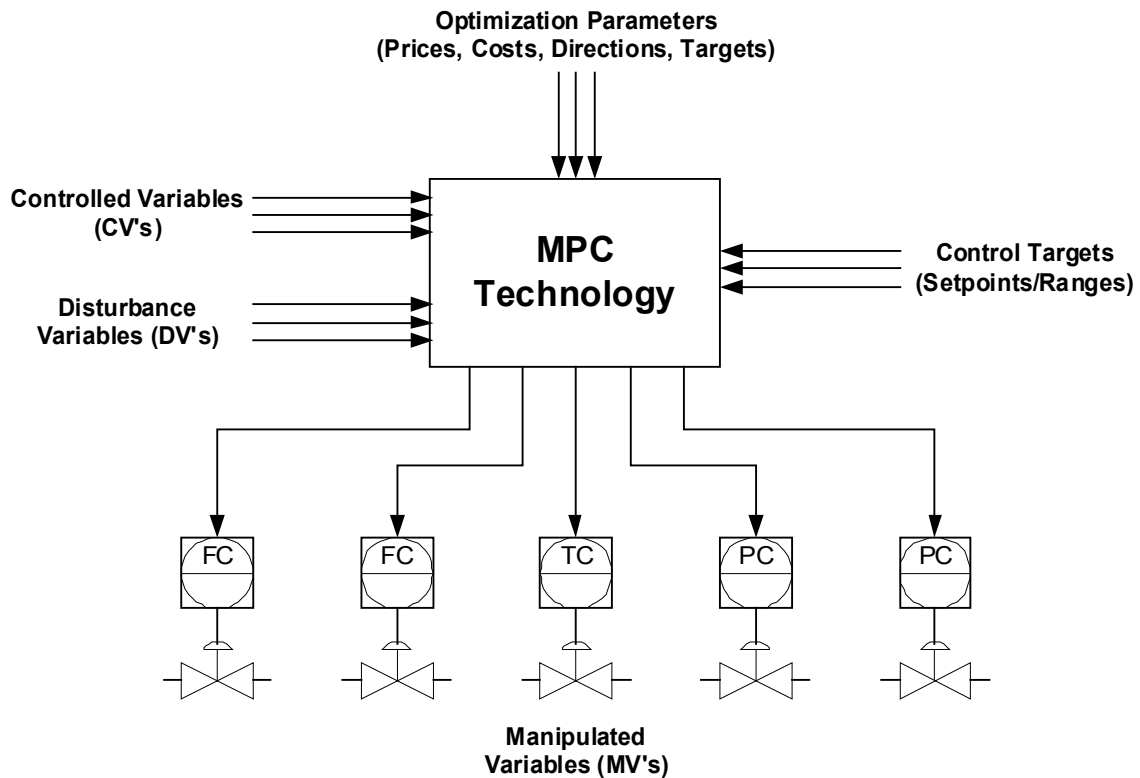 Optimization Parameters
(Prices, Costs, Directions, Targets)
Controlled Variables
(CV's)
MPC
Technology
Control Targets
(Setpoints/Ranges)
Disturbance
Variables (DV's)
FC
FC
TC
PC
PC
Manipulated
Variables (MV's)